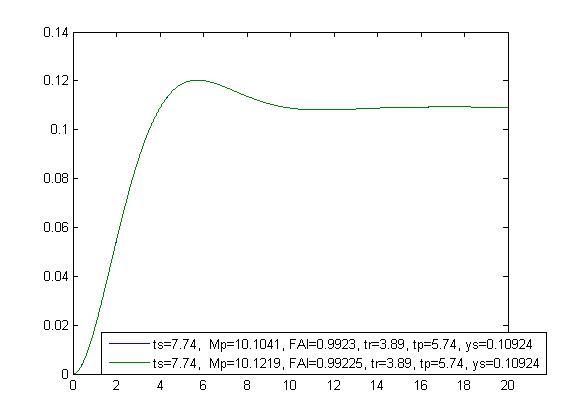 0.14
0.12
0.1
0.08
0.06
0.04
0.02
0
ts=7.74, Mp=10.1041, FAI=0.9923, tr=3.89, tp=5.74, ys=0.10924
ts=7.74, Mp=10.1219, FAI=0.99225, tr=3.89, tp=5.74, ys=0.10924
0 2 4 6 8 10 12 14 16 18 20